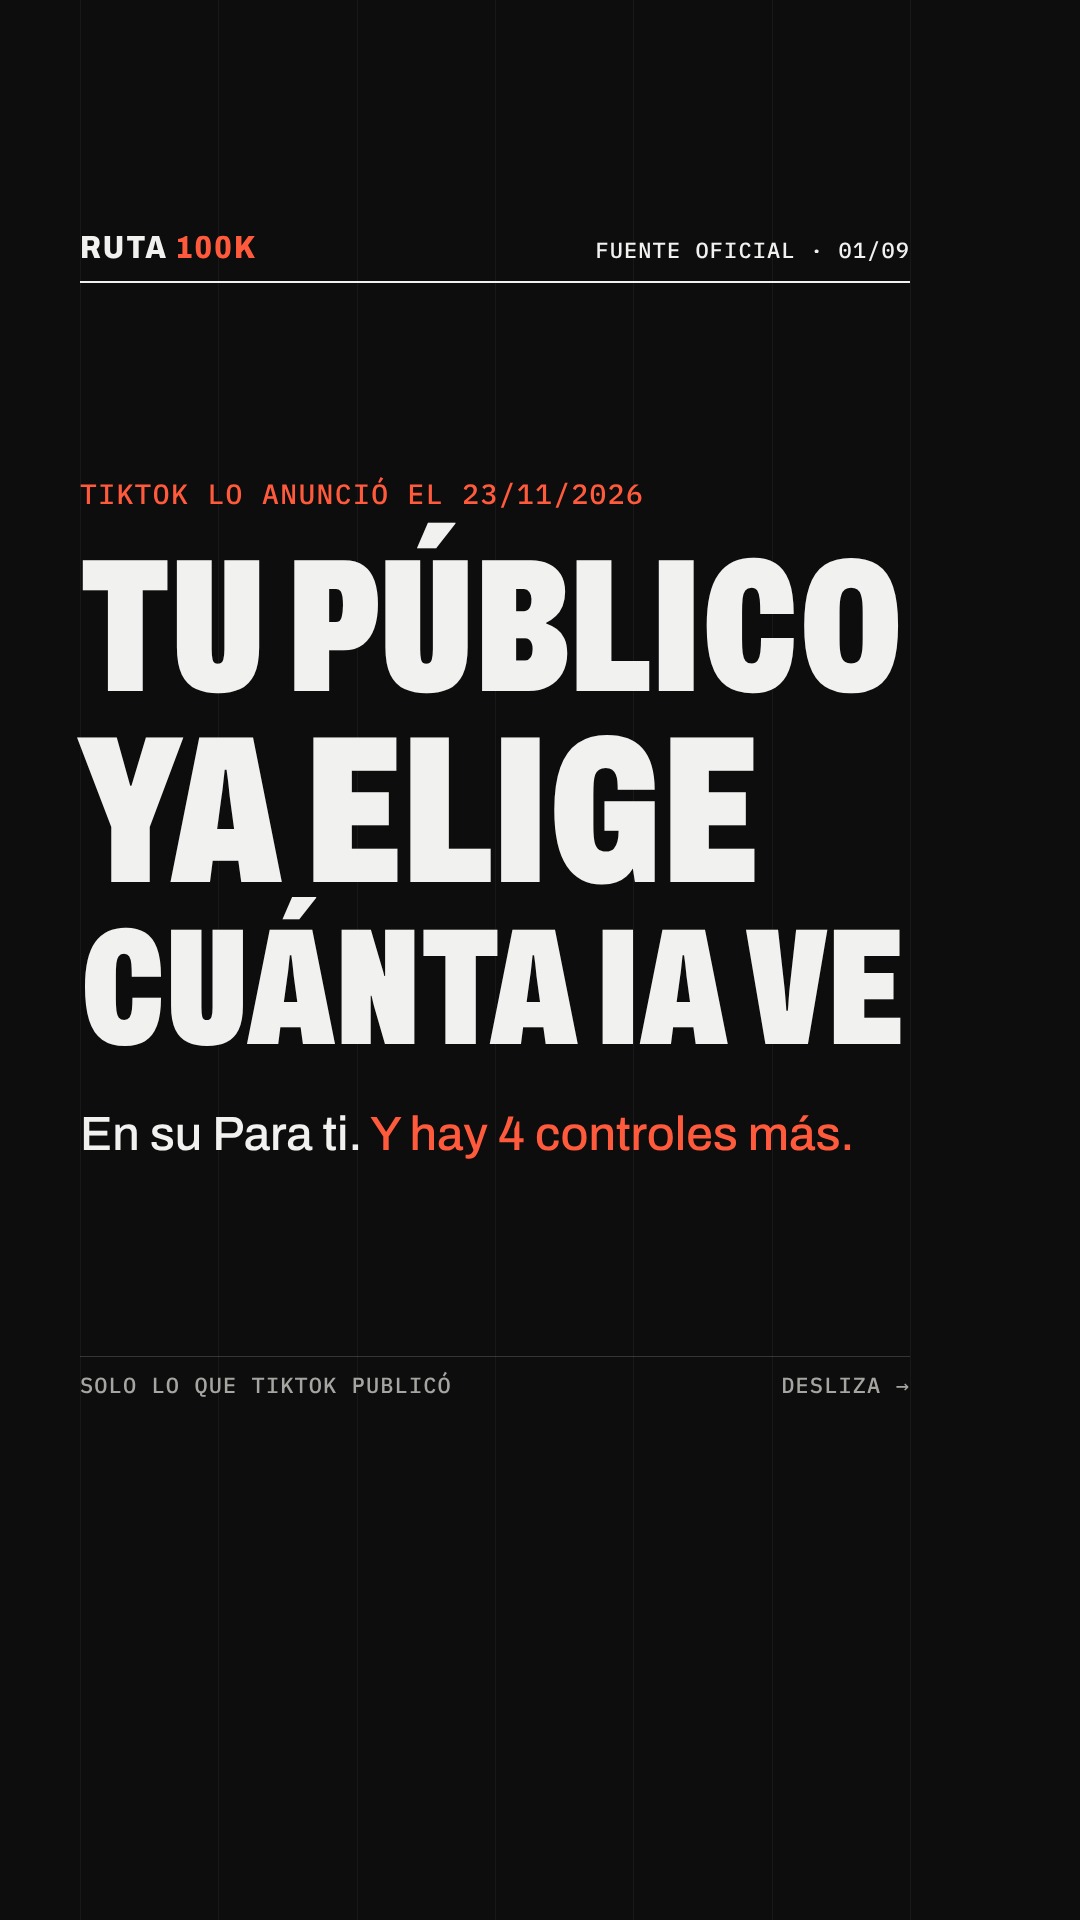 RUTA 100K
FUENTE OFICIAL · 01/09
TIKTOK LO ANUNCIÓ EL 23/11/2026
TU PÚBLICO
YA ELIGE
CUÁNTA IA VE
En su Para ti. Y hay 4 controles más.
SOLO LO QUE TIKTOK PUBLICÓ
DESLIZA →